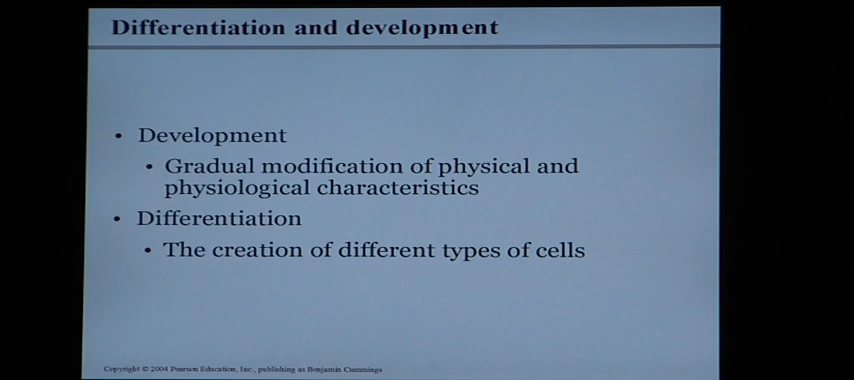 Differentiation and development
• Development
• Gradual modification of physical and
physiological characteristics
• Differentiation
• The creation of different types of cells
Copyright © 2004 Pearson Education, Inc., publishing as Benjamin Cummings